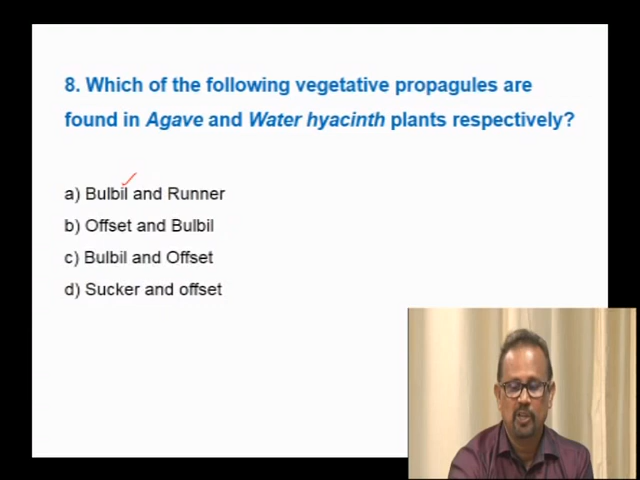 8. Which of the following vegetative propagules are
found in Agave and Water hyacinth plants respectively?
a) Bulbil and Runner
b) Offset and Bulbil
c) Bulbil and Offset
d) Sucker and offset